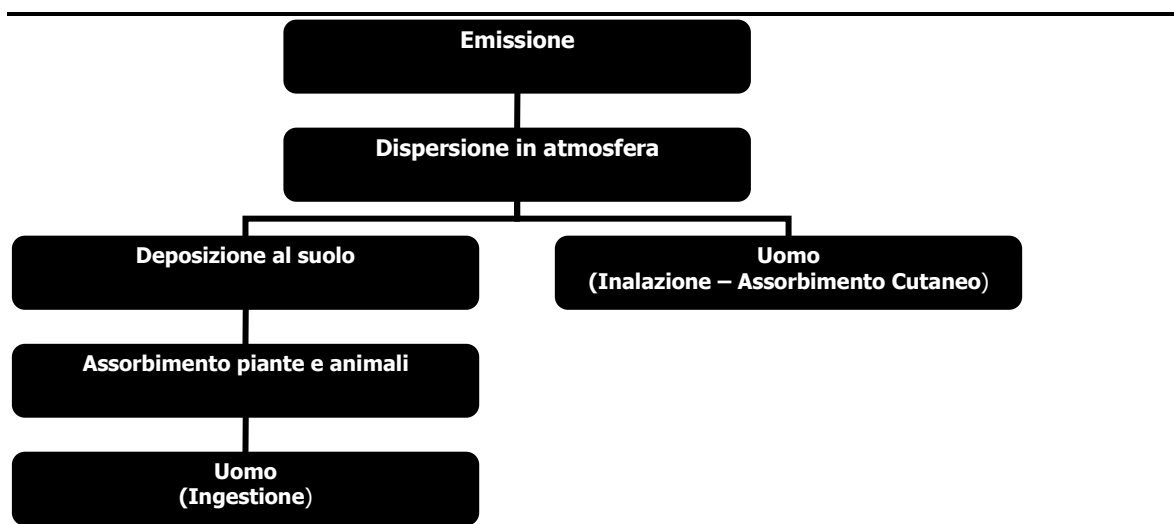 Emissione
Dispersione in atmosfera
Deposizione al suolo
Uomo
(Inalazione – Assorbimento Cutaneo)
Assorbimento piante e animali
Uomo
(Ingestione)